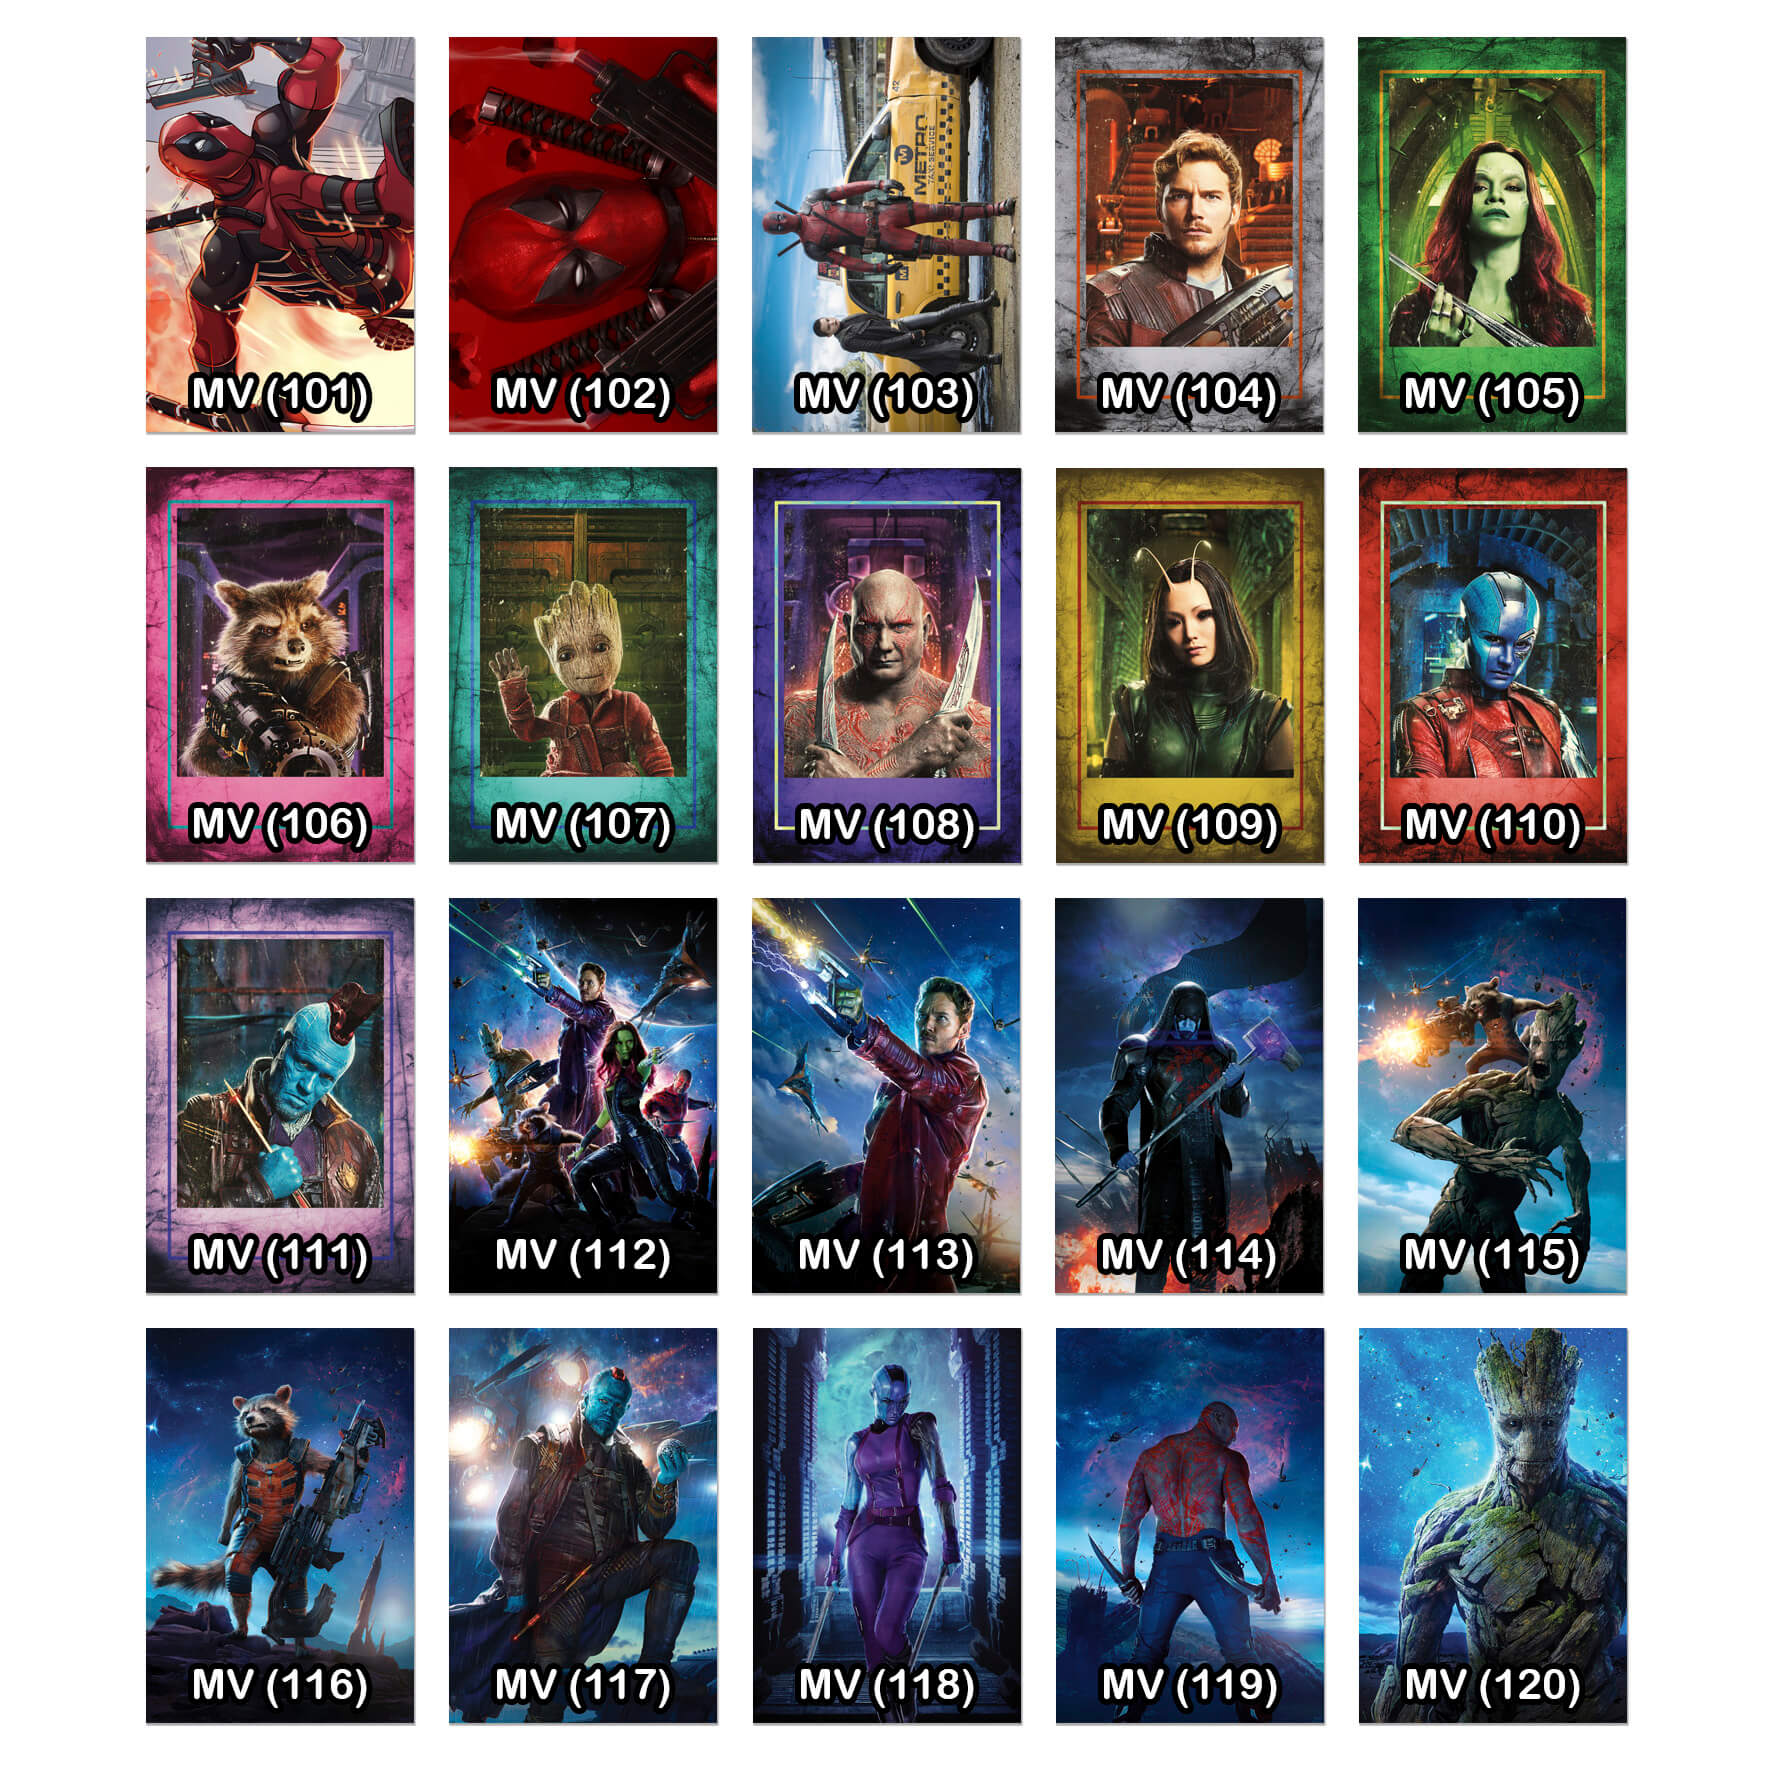 MV (101)
MV (102)
METRO
TAXI SERVICE
MV (103)
MV (104)
MV (105)
MV (106)
MV (107)
MV (108)
MV (109)
MV (110)
MV (111)
MV (112)
MV (113)
MV (114)
MV (115)
MV (116)
MV (117)
MV (118)
MV (119)
MV (120)